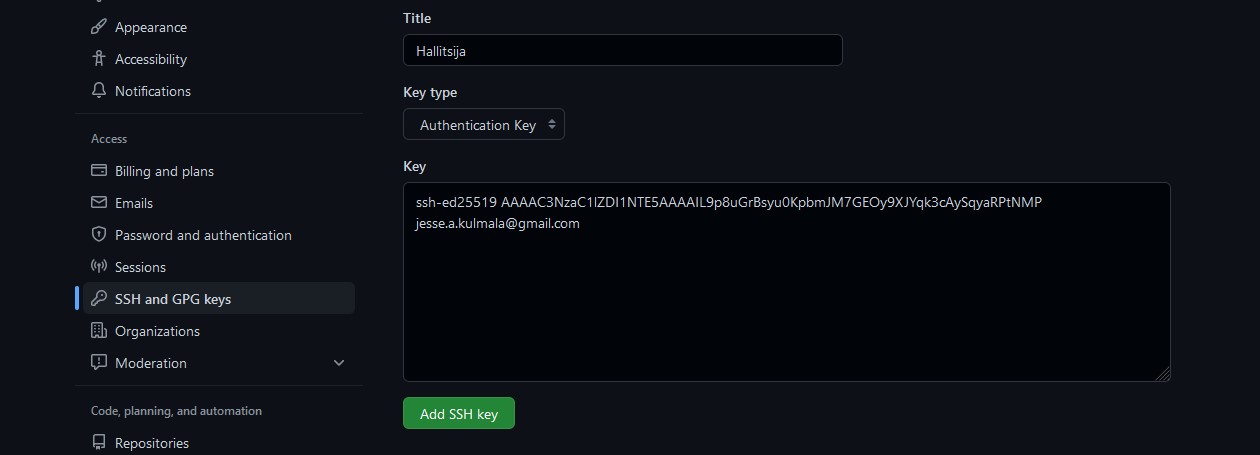 Appearance
Accessibility
Notifications
Access
Billing and plans
Emails
Password and authentication
Sessions
SSH and GPG keys
Organizations
Moderation
Code, planning, and automation
Repositories
Title
Hallitsija
Key type
Authentication Key
Key
ssh-ed25519 AAAAC3NzaC1lZDI1NTE5AAAAIL9p8uGrBsyu0KpbmJM7GEOy9XJYqk3cAySqyaRPtNMP
jesse.a.kulmala@gmail.com
Add SSH key